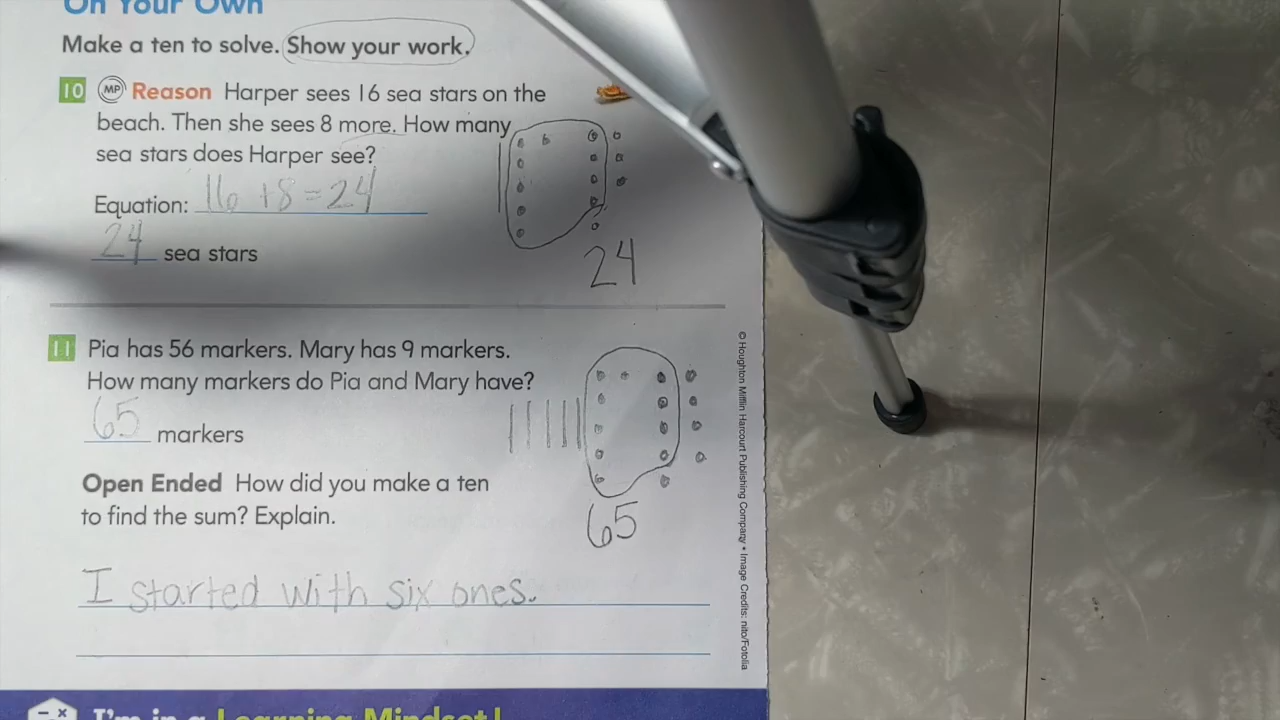 On Your Own
Make a ten to solve. Show your work.
10 MP Reason Harper sees 16 sea stars on the
beach. Then she sees 8 more. How many
sea stars does Harper see?
Equation: 16 + 8 = 24
24 sea stars
24
11 Pia has 56 markers. Mary has 9 markers.
How many markers do Pia and Mary have?
65 markers
Open Ended How did you make a ten
to find the sum? Explain.
65
I started with six ones.
© Houghton Mifflin Harcourt Publishing Company • Image Credits: nito/Fotolia
I'm in a Learning Mindset!